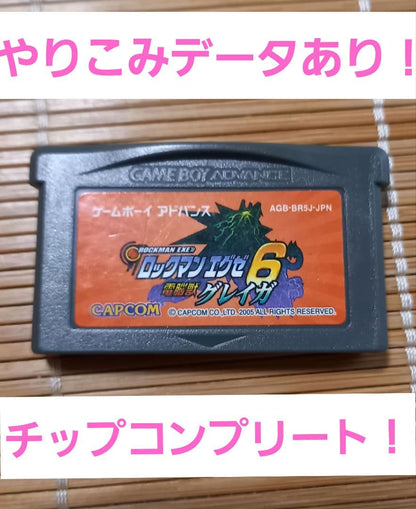 やりこみデータあり！
GAME BOY ADVANCE
ゲームボーイ アドバンス
AGB-BR5J-JPN
ROCKMAN EXE
ロックマン エグゼ6
電脳獣
グレイガ
CAPCOM
© CAPCOM CO., LTD. 2005 ALL RIGHTS RESERVED.
チップコンプリート！